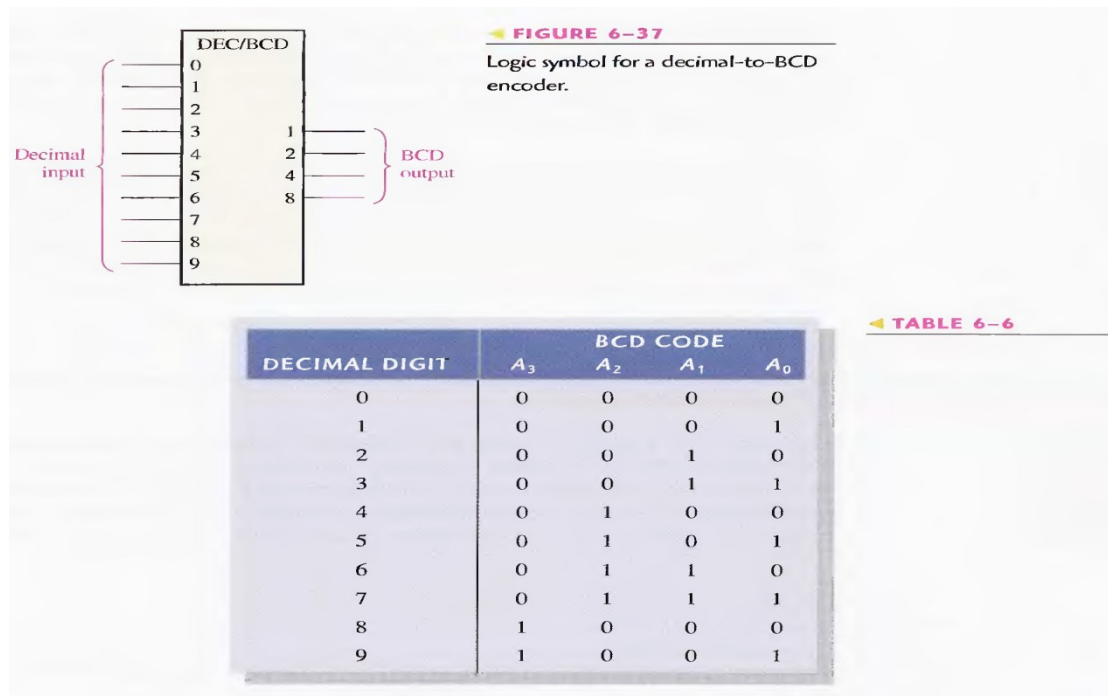 DEC/BCD
0
1
2
3
4
5
6
7
8
9
1
2
4
8
Decimal
input
BCD
output
FIGURE 6–37
Logic symbol for a decimal-to-BCD
encoder.
TABLE 6–6
BCD CODE
DECIMAL DIGIT A3 A2 A1 A0
0 0 0 0 0
1 0 0 0 1
2 0 0 1 0
3 0 0 1 1
4 0 1 0 0
5 0 1 0 1
6 0 1 1 0
7 0 1 1 1
8 1 0 0 0
9 1 0 0 1